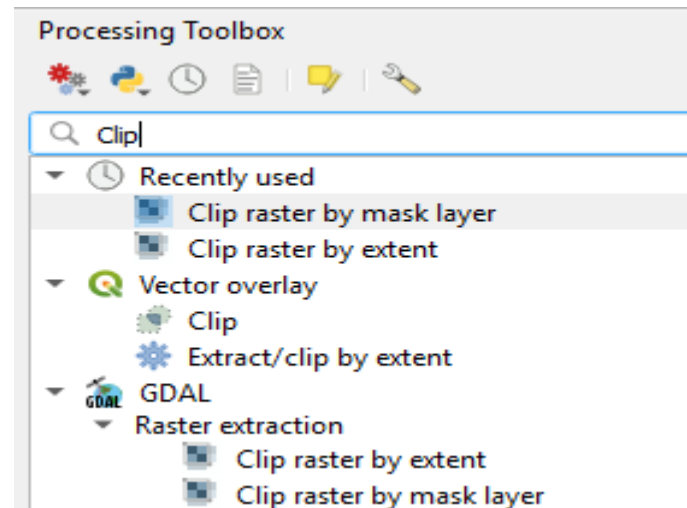 Processing Toolbox
Clip
Recently used
Clip raster by mask layer
Clip raster by extent
Vector overlay
Clip
Extract/clip by extent
GDAL GDAL
Raster extraction
Clip raster by extent
Clip raster by mask layer